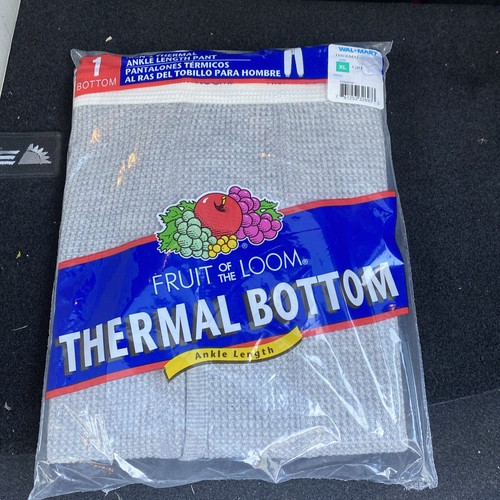 1
BOTTOM
THERMAL
ANKLE LENGTH PANT
PANTALONES TÉRMICOS
AL RAS DEL TOBILLO PARA HOMBRE
WAL-MART
XL
FRUIT OF THE LOOM®
THERMAL BOTTOM
Ankle Length